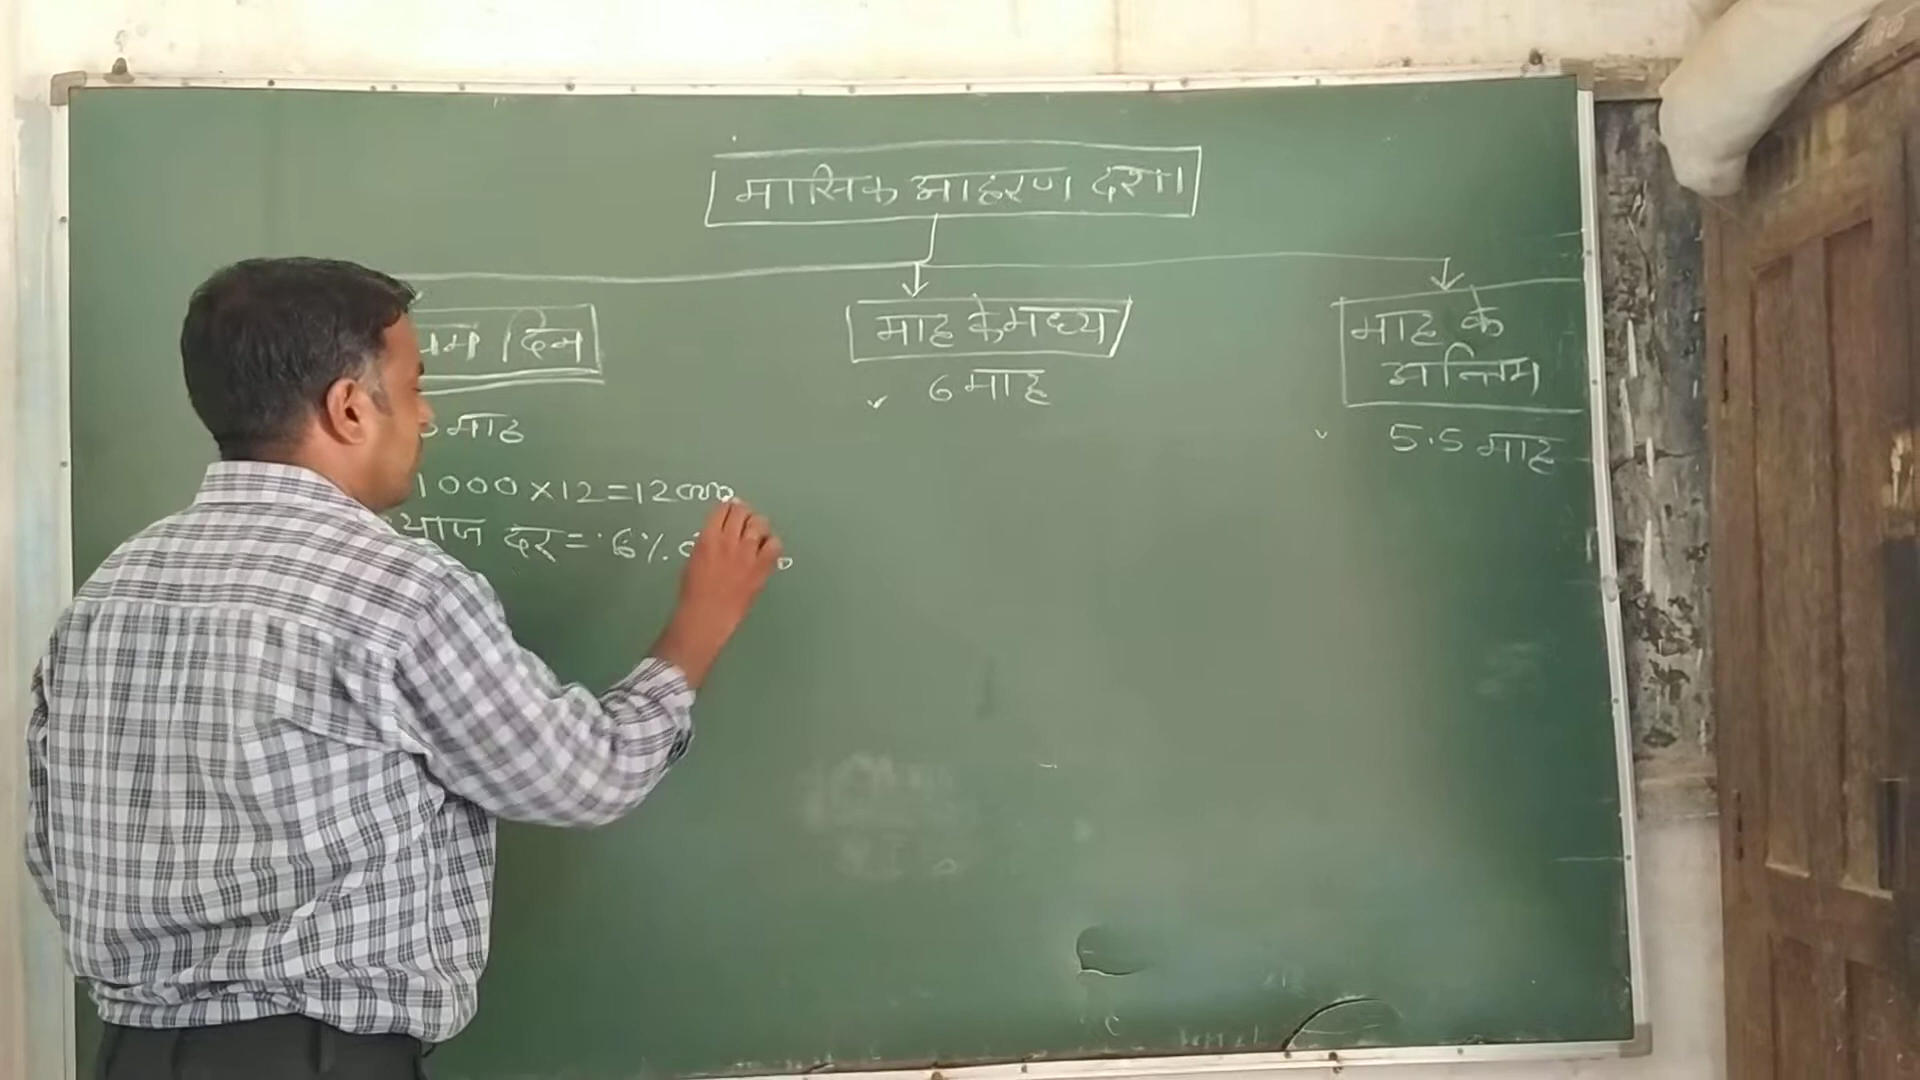 मासिक आहरण दशा
दिन
माह के मध्य
माह के
अन्तिम
6 माह
माह
5.5 माह
1000 × 12 = 12000
दर = 6%